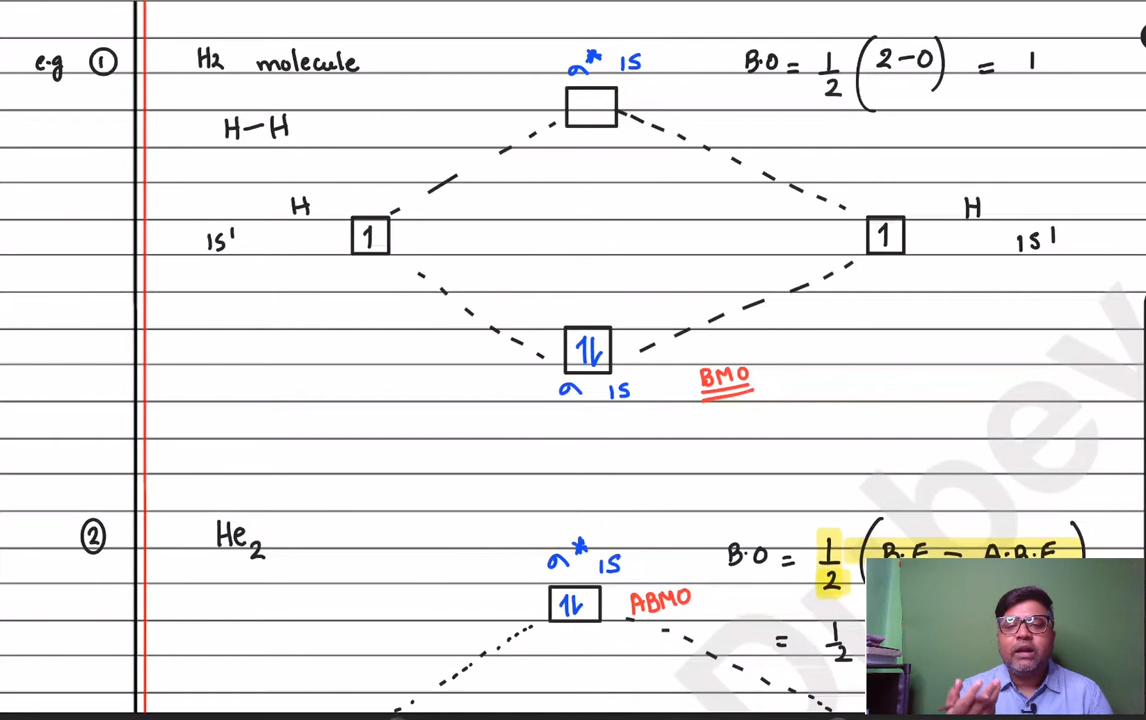 e.g ① H2 molecule σ* 1S B.O = 1/2 (2-0) = 1
H-H
H 1 1 H
1S¹ 1S¹
1⇂
σ 1S BMO
② He₂ σ* 1S B.O = 1/2 (B.E - A.B.E)
1⇂ ABMO
= 1/2